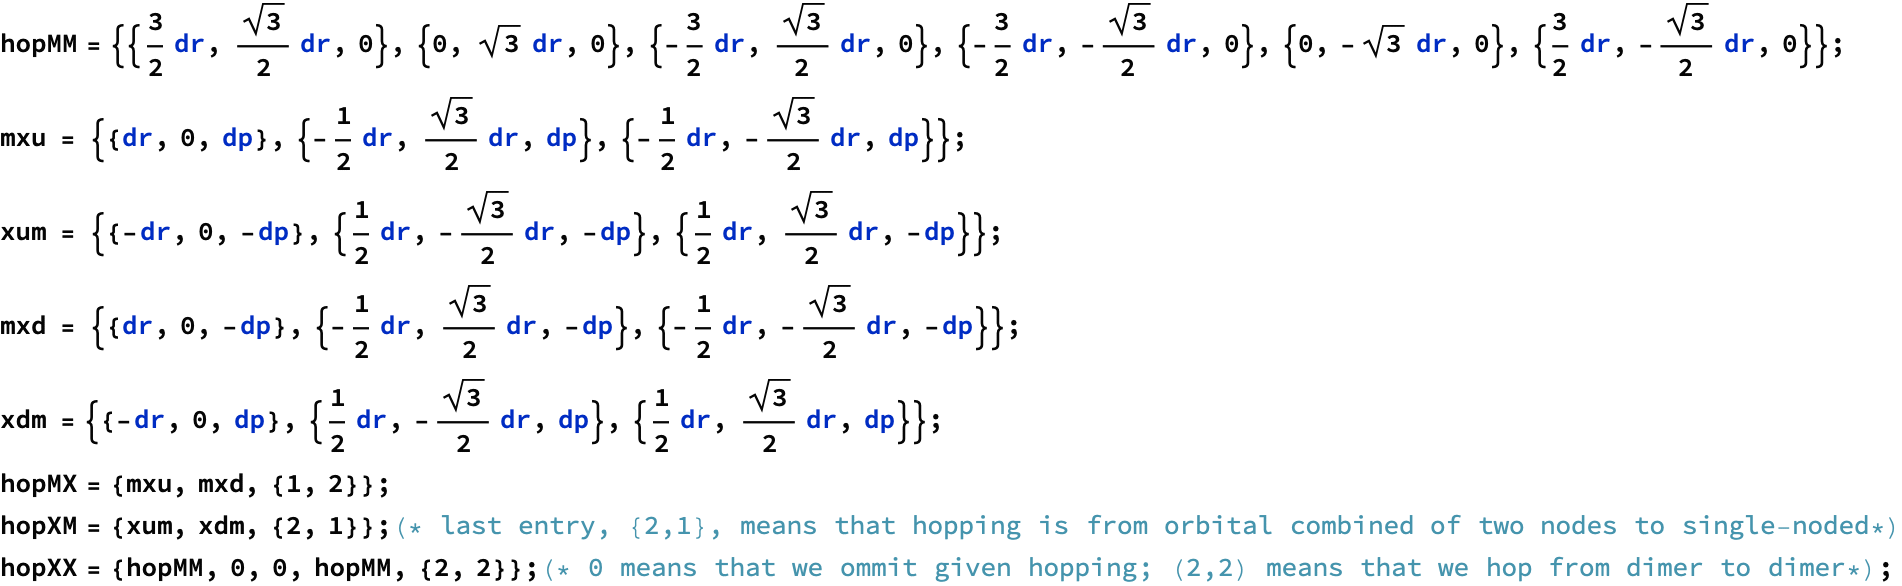 hopMM = {{3/2 dr, √3/2 dr, 0}, {0, √3 dr, 0}, {-3/2 dr, √3/2 dr, 0}, {-3/2 dr, -√3/2 dr, 0}, {0, -√3 dr, 0}, {3/2 dr, -√3/2 dr, 0}};
mxu = {{dr, 0, dp}, {-1/2 dr, √3/2 dr, dp}, {-1/2 dr, -√3/2 dr, dp}};
xum = {{-dr, 0, -dp}, {1/2 dr, -√3/2 dr, -dp}, {1/2 dr, √3/2 dr, -dp}};
mxd = {{dr, 0, -dp}, {-1/2 dr, √3/2 dr, -dp}, {-1/2 dr, -√3/2 dr, -dp}};
xdm = {{-dr, 0, dp}, {1/2 dr, -√3/2 dr, dp}, {1/2 dr, √3/2 dr, dp}};
hopMX = {mxu, mxd, {1, 2}};
hopXM = {xum, xdm, {2, 1}};(* last entry, {2,1}, means that hopping is from orbital combined of two nodes to single-noded*)
hopXX = {hopMM, 0, 0, hopMM, {2, 2}};(* 0 means that we ommit given hopping; (2,2) means that we hop from dimer to dimer*);